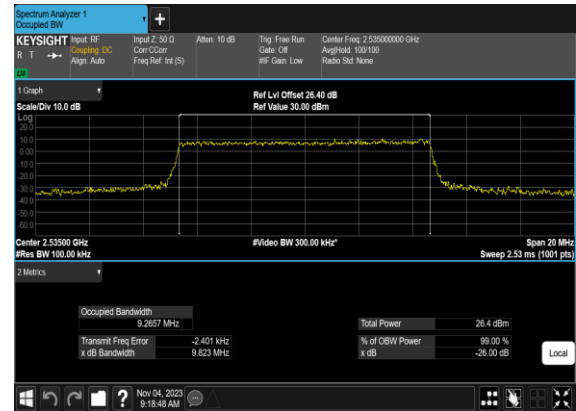 Spectrum Analyzer 1
Occupied BW
KEYSIGHT
R T
Input: RF
Coupling: DC
Align: Auto
Input Z: 50 Ω
Corr CCorr
Freq Ref: Int (S)
Atten: 10 dB
Trig: Free Run
Gate: Off
#IF Gain: Low
Center Freq: 2.535000000 GHz
Avg|Hold: 100/100
Radio Std: None
1 Graph
Scale/Div 10.0 dB
Ref Lvl Offset 26.40 dB
Ref Value 30.00 dBm
Log
20.0
10.0
0.00
-10.0
-20.0
-30.0
-40.0
-50.0
-60.0
Center 2.53500 GHz
#Res BW 100.00 kHz
#Video BW 300.00 kHz*
Span 20 MHz
Sweep 2.53 ms (1001 pts)
2 Metrics
Occupied Bandwidth
9.2657 MHz
Transmit Freq Error -2.401 kHz
x dB Bandwidth 9.823 MHz
Total Power 26.4 dBm
% of OBW Power 99.00 %
x dB -26.00 dB
Local
?
Nov 04, 2023
9:18:48 AM